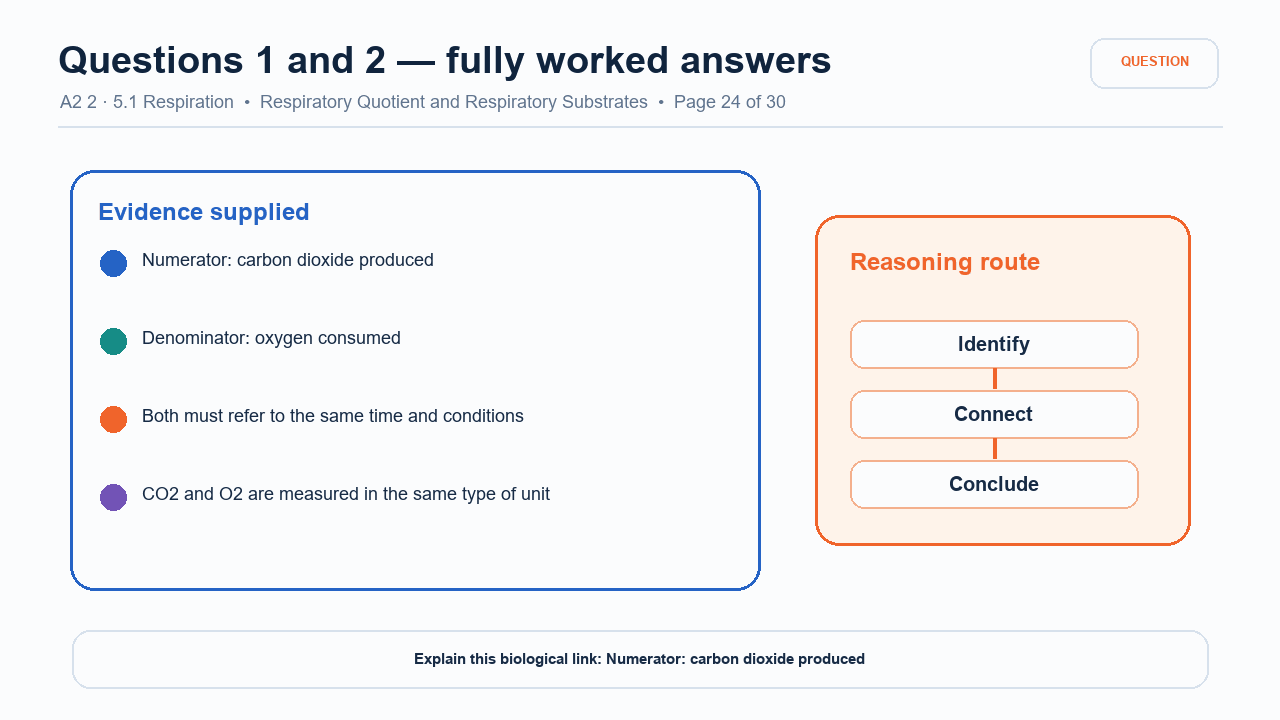 Questions 1 and 2 — fully worked answers
QUESTION
A2 2 · 5.1 Respiration • Respiratory Quotient and Respiratory Substrates • Page 24 of 30
Evidence supplied
Numerator: carbon dioxide produced
Denominator: oxygen consumed
Both must refer to the same time and conditions
CO2 and O2 are measured in the same type of unit
Reasoning route
Identify
Connect
Conclude
Explain this biological link: Numerator: carbon dioxide produced